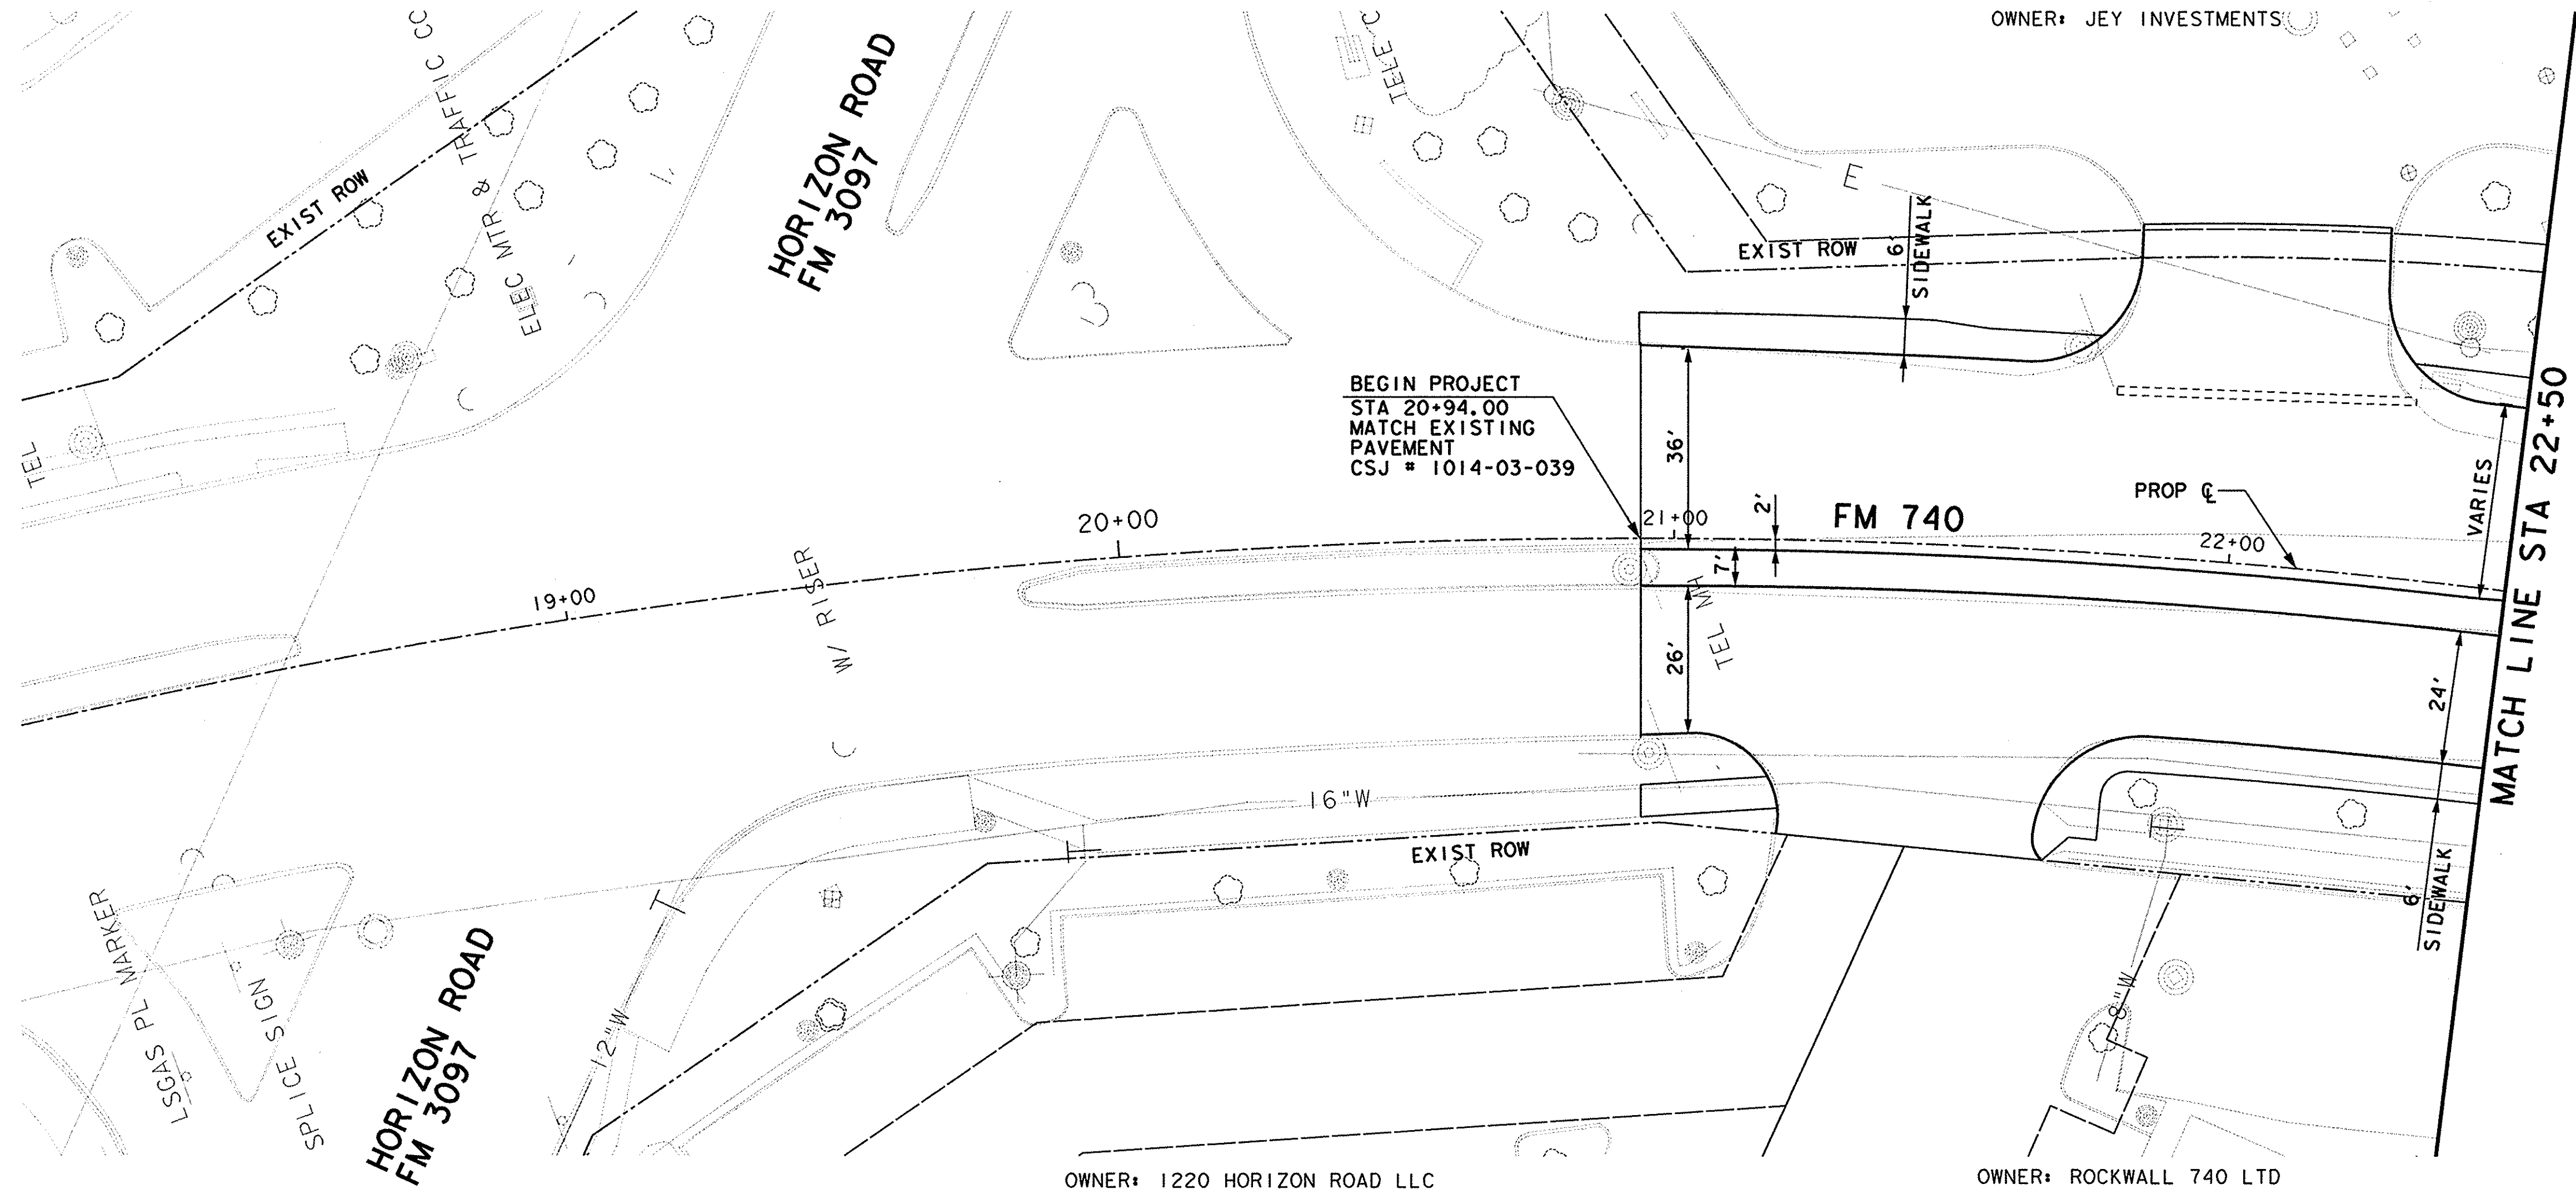 OWNER: JEY INVESTMENTS
ELEC MTR & TRAFFIC CC
HORIZON ROAD
FM 3097
TELE C
EXIST ROW
E
6'
SIDEWALK
EXIST ROW
BEGIN PROJECT
STA 20+94.00
MATCH EXISTING
PAVEMENT
CSJ # 1014-03-039
36'
2'
FM 740
PROP ℄
VARIES
MATCH LINE STA 22+50
TEL
19+00
20+00
21+00
22+00
7'
C W/ RISER
TEL MH
26'
24'
16"W
EXIST ROW
6'
SIDEWALK
LSGAS PL MARKER
SPLICE SIGN
HORIZON ROAD
FM 3097
12"W
8"W
OWNER: 1220 HORIZON ROAD LLC
OWNER: ROCKWALL 740 LTD